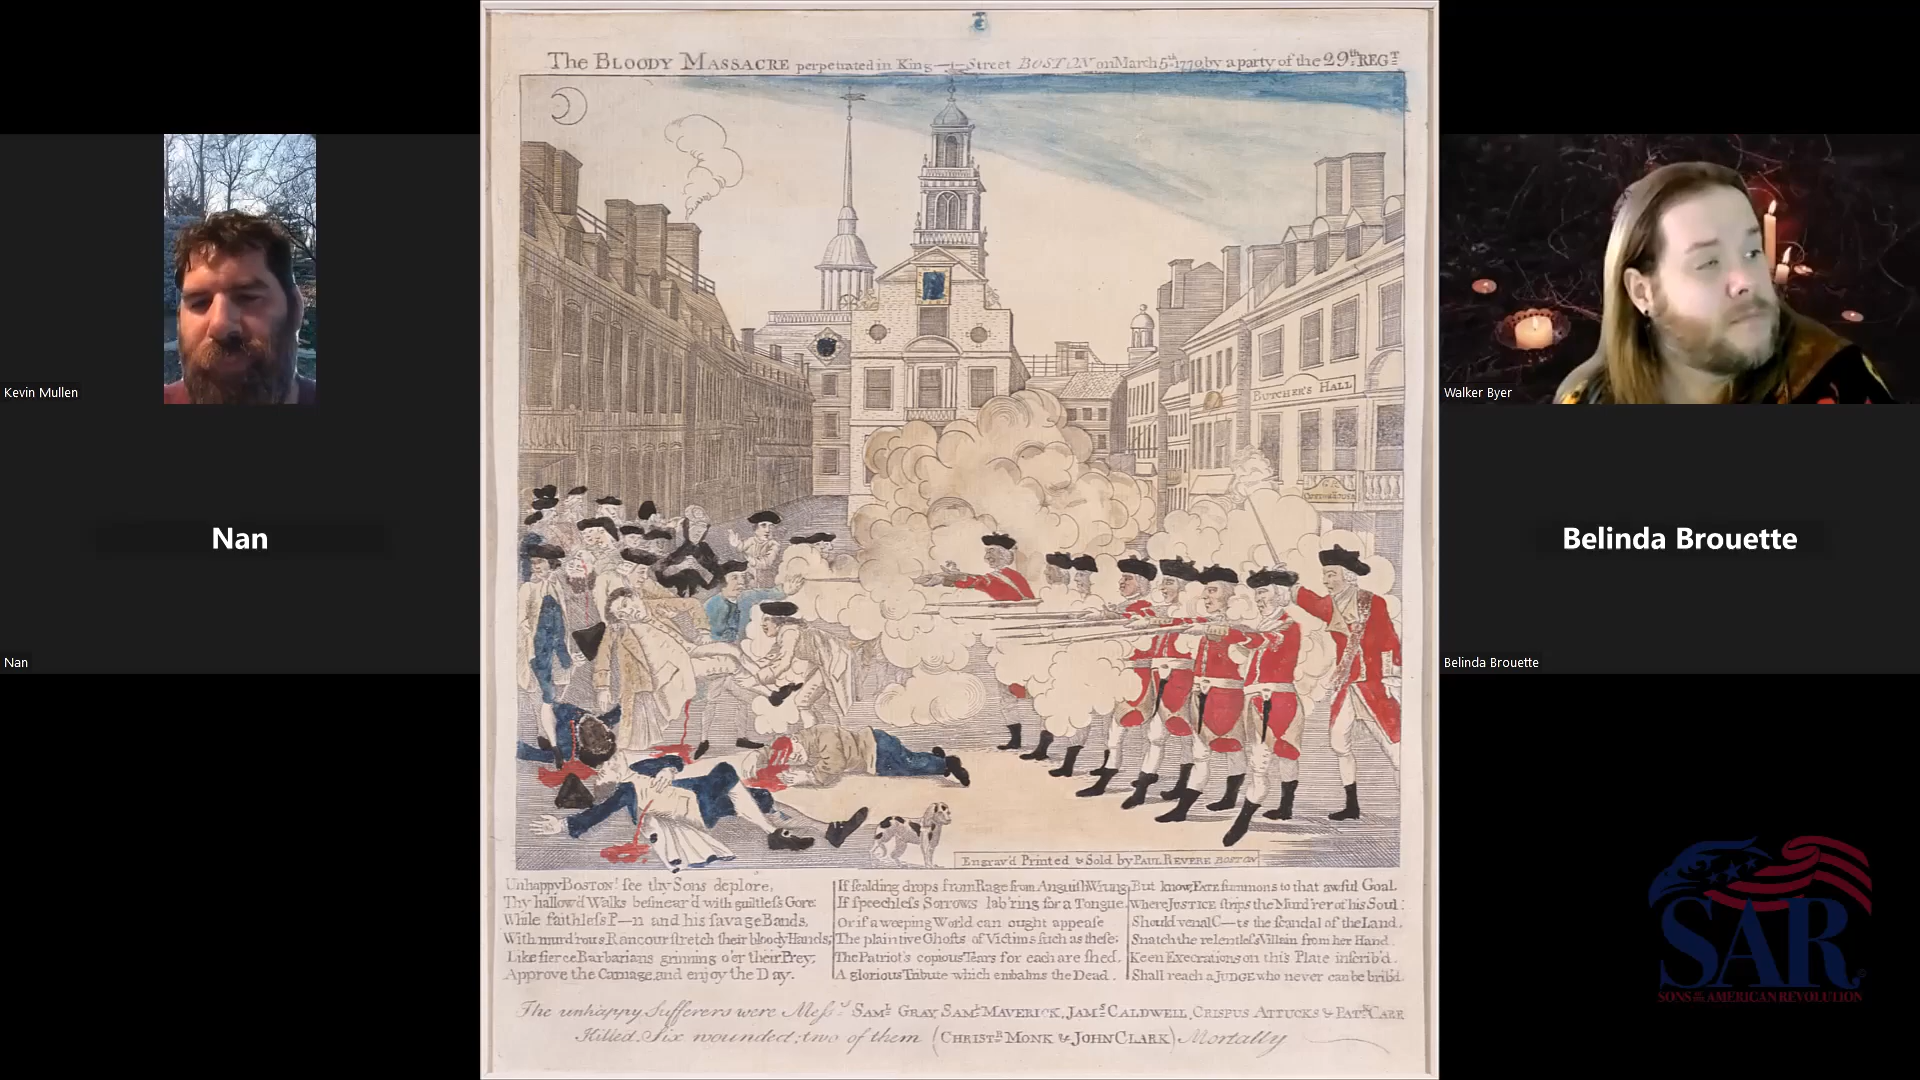 The BLOODY MASSACRE perpetrated in King Street BOSTON on March 5th 1770 by a party of the 29th REGT
BUTCHER'S HALL
Engrav'd Printed & Sold by PAUL REVERE BOSTON
Unhappy BOSTON! ſee thy Sons deplore,
Thy hallow'd Walks beſmear'd with guiltleſs Gore:
While faithleſs P—n and his ſavage Bands,
With murd'rous Rancour ſtretch their bloody Hands;
Like fierce Barbarians grinning o'er their Prey,
Approve the Carnage, and enjoy the Day.
If ſcalding drops from Rage from Anguiſh Wrung
If ſpeechleſs Sorrows lab'ring for a Tongue,
Or if a weeping World can ought appeaſe
The plaintive Ghoſts of Victims ſuch as theſe;
The Patriot's copious Tears for each are ſhed,
A glorious Tribute which embalms the Dead.
But know, FATE ſummons to that awful Goal,
Where JUSTICE ſtrips the Murd'rer of his Soul:
Should venal C—ts the ſcandal of the Land,
Snatch the relentleſs Villain from her Hand,
Keen Execrations on this Plate inſcrib'd,
Shall reach a JUDGE who never can be brib'd.
The unhappy Sufferers were Meſſs SAML GRAY, SAML MAVERICK, JAMS CALDWELL, CRISPUS ATTUCKS & PATK CARR
Killed. Six wounded; two of them (CHRISTR MONK & JOHN CLARK) Mortally
Kevin Mullen
Nan
Nan
Walker Byer
Belinda Brouette
Belinda Brouette
SAR
SONS OF THE AMERICAN REVOLUTION